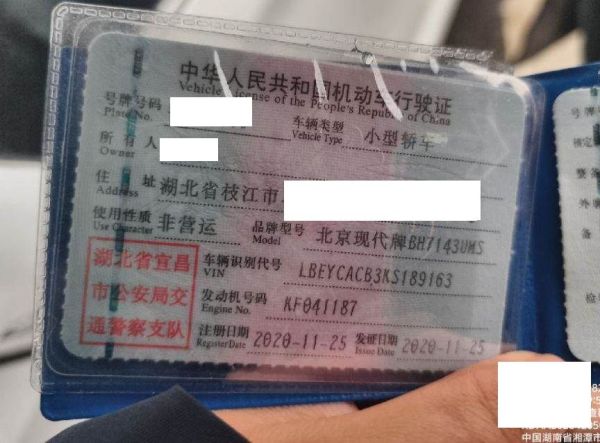 中华人民共和国机动车行驶证
Vehicle License of the People's Republic of China
号牌号码
Plate No.
车辆类型
Vehicle Type
小型轿车
所有人
Owner
住址
Address
湖北省枝江市
使用性质
Use Character
非营运
品牌型号
Model
北京现代牌BH7143UMS
湖北省宜昌
市公安局交
通警察支队
车辆识别代号
VIN
LBEYCACB3KS189163
发动机号码
Engine No.
KF041187
注册日期
Register Date
2020-11-25
发证日期
Issue Date
2020-11-25
号牌
中国湖南省湘潭市